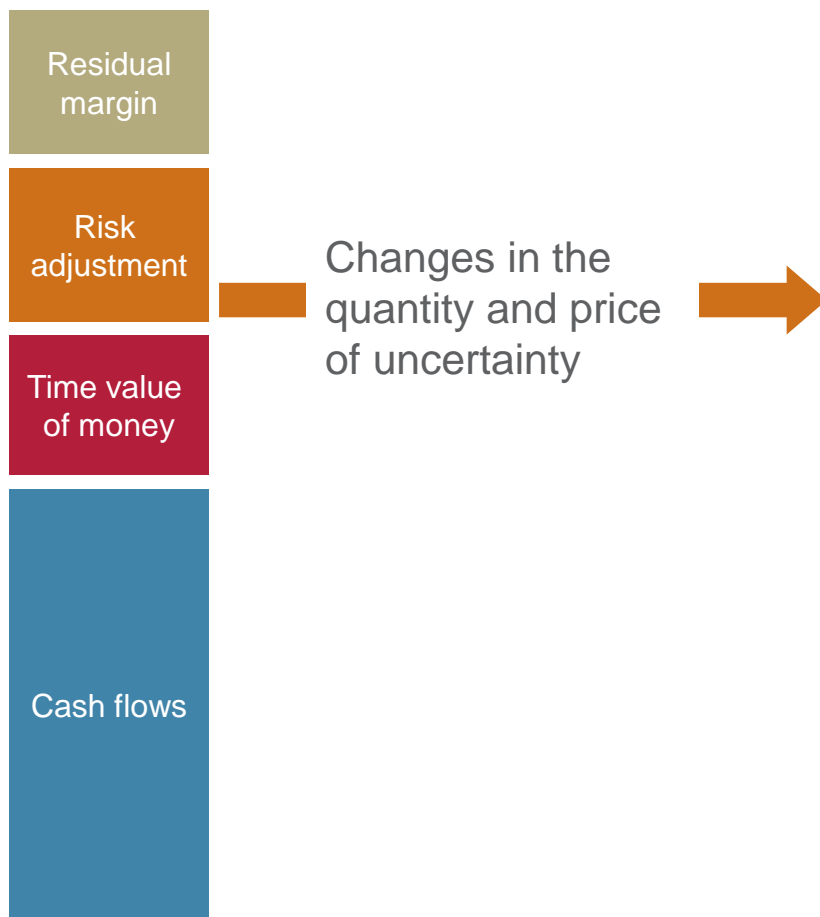 Residual
margin
Risk
adjustment
Changes in the
quantity and price
of uncertainty
Time value
of money
Cash flows